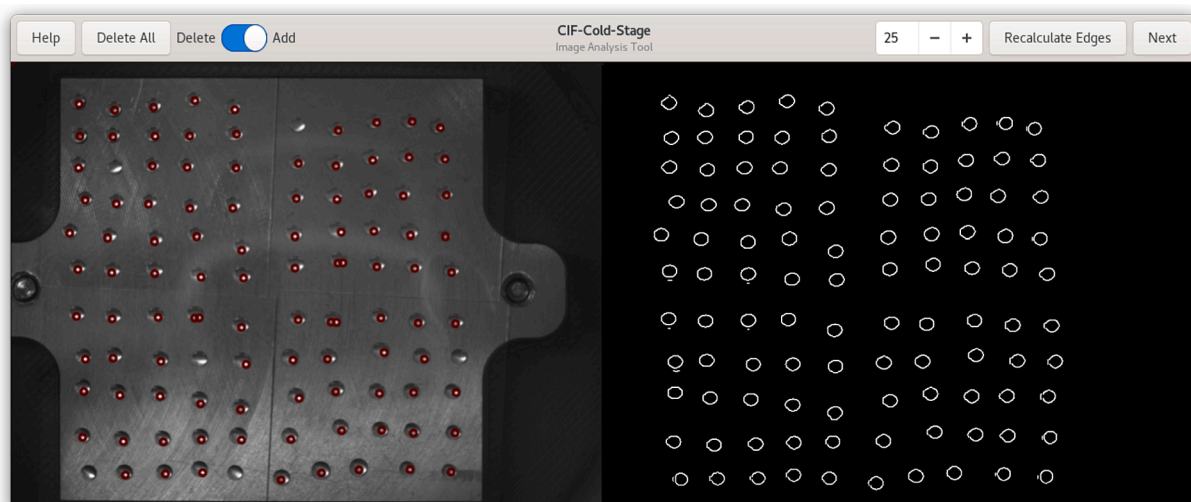 Help
Delete All
Delete
Add
CIF-Cold-Stage
Image Analysis Tool
25
Recalculate Edges
Next